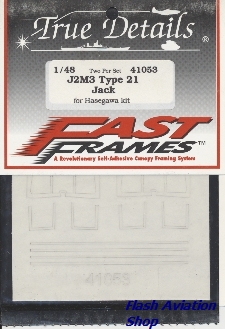 True Details
®
1/48 Two Per Set 41053
J2M3 Type 21
Jack
for Hasegawa kit
FAST
FRAMES™
A Revolutionary Self-Adhesive Canopy Framing System
41053
Flash Aviation
Shop